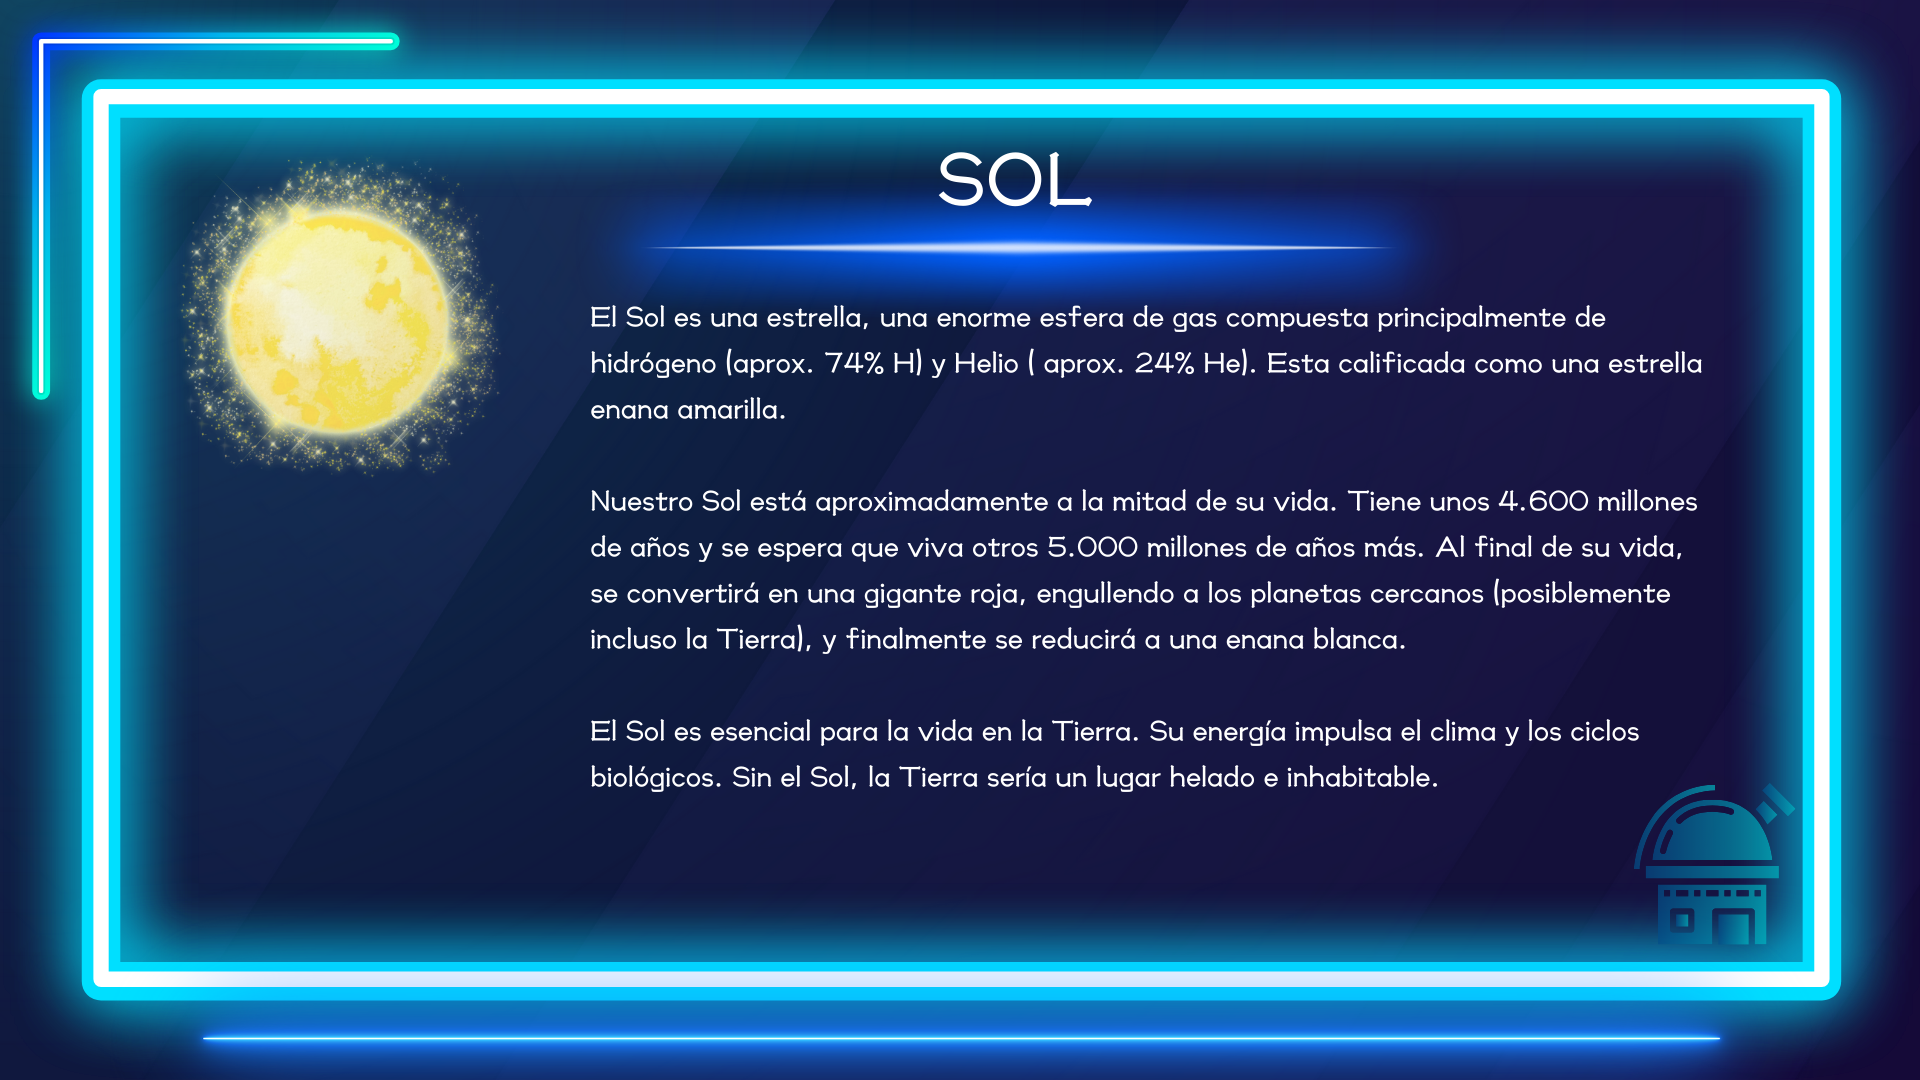 SOL
El Sol es una estrella, una enorme esfera de gas compuesta principalmente de
hidrógeno (aprox. 74% H) y Helio ( aprox. 24% He). Esta calificada como una estrella
enana amarilla.
Nuestro Sol está aproximadamente a la mitad de su vida. Tiene unos 4.600 millones
de años y se espera que viva otros 5.000 millones de años más. Al final de su vida,
se convertirá en una gigante roja, engullendo a los planetas cercanos (posiblemente
incluso la Tierra), y finalmente se reducirá a una enana blanca.
El Sol es esencial para la vida en la Tierra. Su energía impulsa el clima y los ciclos
biológicos. Sin el Sol, la Tierra sería un lugar helado e inhabitable.